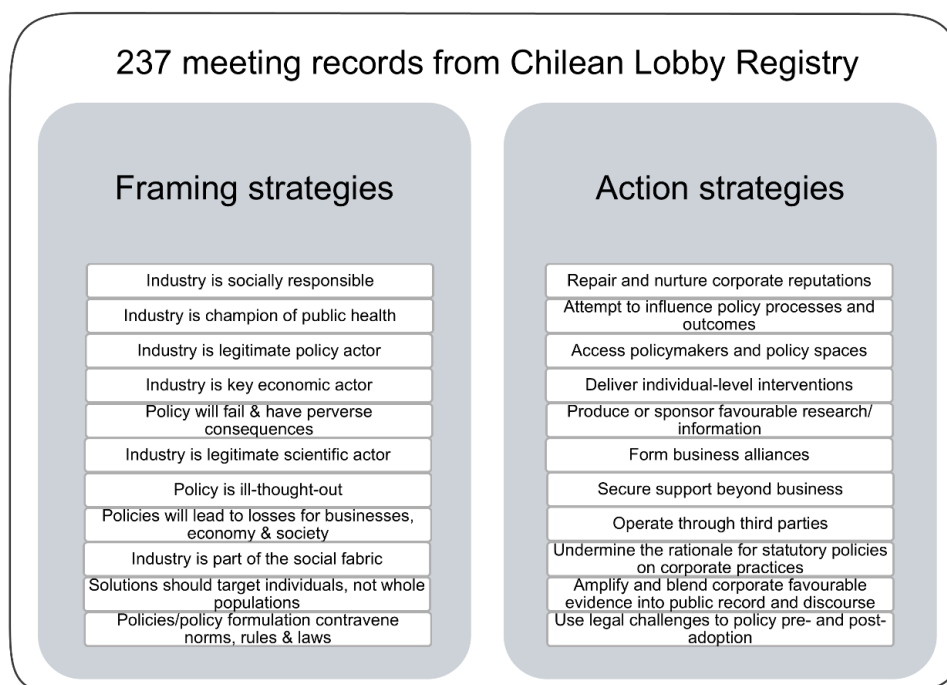 237 meeting records from Chilean Lobby Registry
Framing strategies
Industry is socially responsible
Industry is champion of public health
Industry is legitimate policy actor
Industry is key economic actor
Policy will fail & have perverse
consequences
Industry is legitimate scientific actor
Policy is ill-thought-out
Policies will lead to losses for businesses,
economy & society
Industry is part of the social fabric
Solutions should target individuals, not whole
populations
Policies/policy formulation contravene
norms, rules & laws
Action strategies
Repair and nurture corporate reputations
Attempt to influence policy processes and
outcomes
Access policymakers and policy spaces
Deliver individual-level interventions
Produce or sponsor favourable research/
information
Form business alliances
Secure support beyond business
Operate through third parties
Undermine the rationale for statutory policies
on corporate practices
Amplify and blend corporate favourable
evidence into public record and discourse
Use legal challenges to policy pre- and post-
adoption